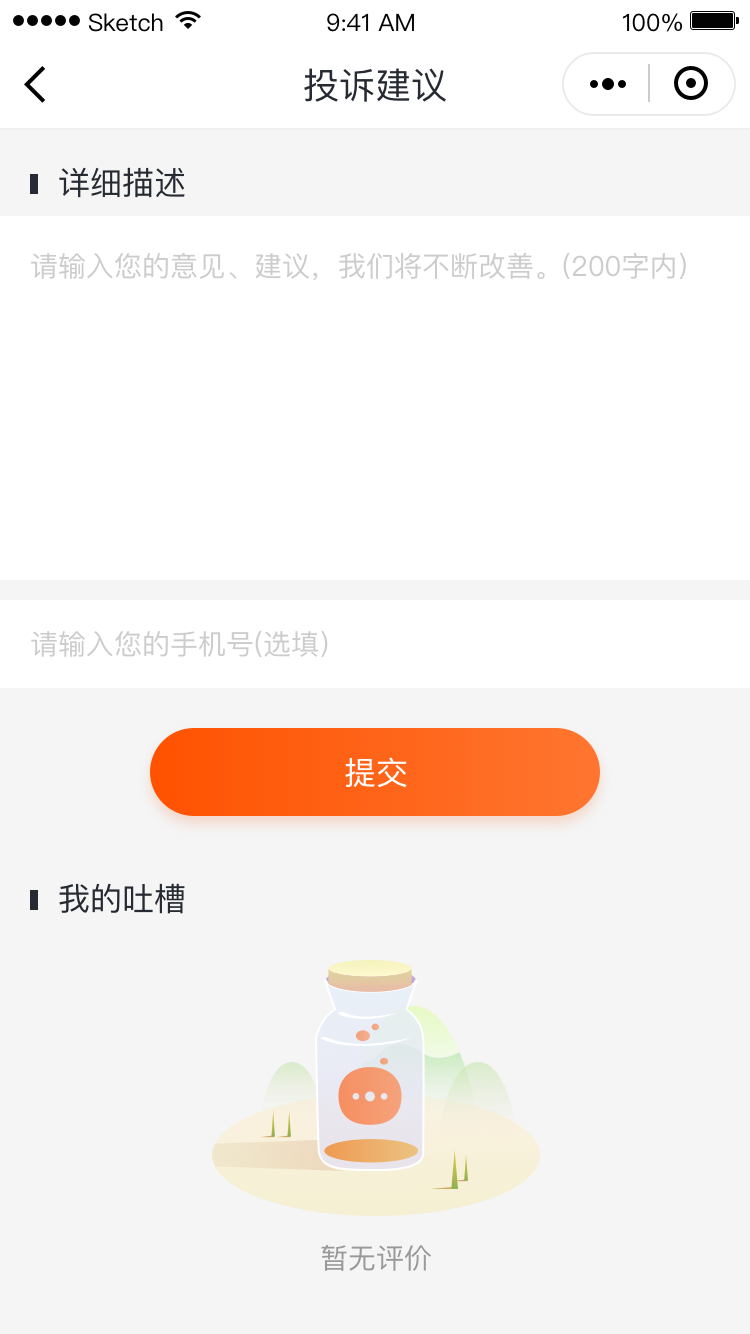 Sketch 9:41 AM 100%
投诉建议
详细描述
请输入您的意见、建议，我们将不断改善。(200字内)
请输入您的手机号(选填)
提交
我的吐槽
暂无评价